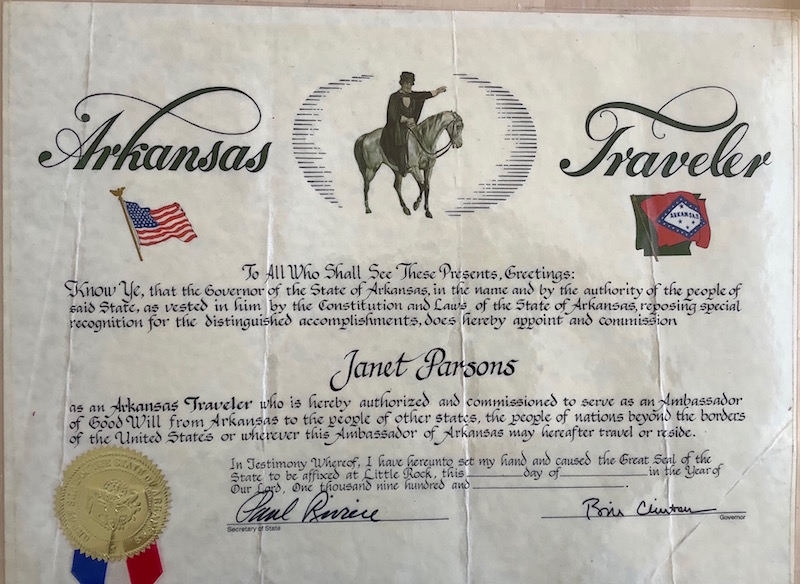 Arkansas Traveler
ARKANSAS
To All Who Shall See These Presents, Greetings:
Know Ye, that the Governor of the State of Arkansas, in the name and by the authority of the people of
said State, as vested in him by the Constitution and Laws of the State of Arkansas, reposing special
recognition for the distinguished accomplishments, does hereby appoint and commission
Janet Parsons
as an Arkansas Traveler who is hereby authorized and commissioned to serve as an Ambassador
of Good Will from Arkansas to the people of other states, the people of nations beyond the borders
of the United States or wherever this Ambassador of Arkansas may hereafter travel or reside.
In Testimony Whereof, I have hereunto set my hand and caused the Great Seal of the
State to be affixed at Little Rock, this________day of____________in the Year of
Our Lord, One thousand nine hundred and____________________.
Paul Riviere Bill Clinton
Secretary of State Governor